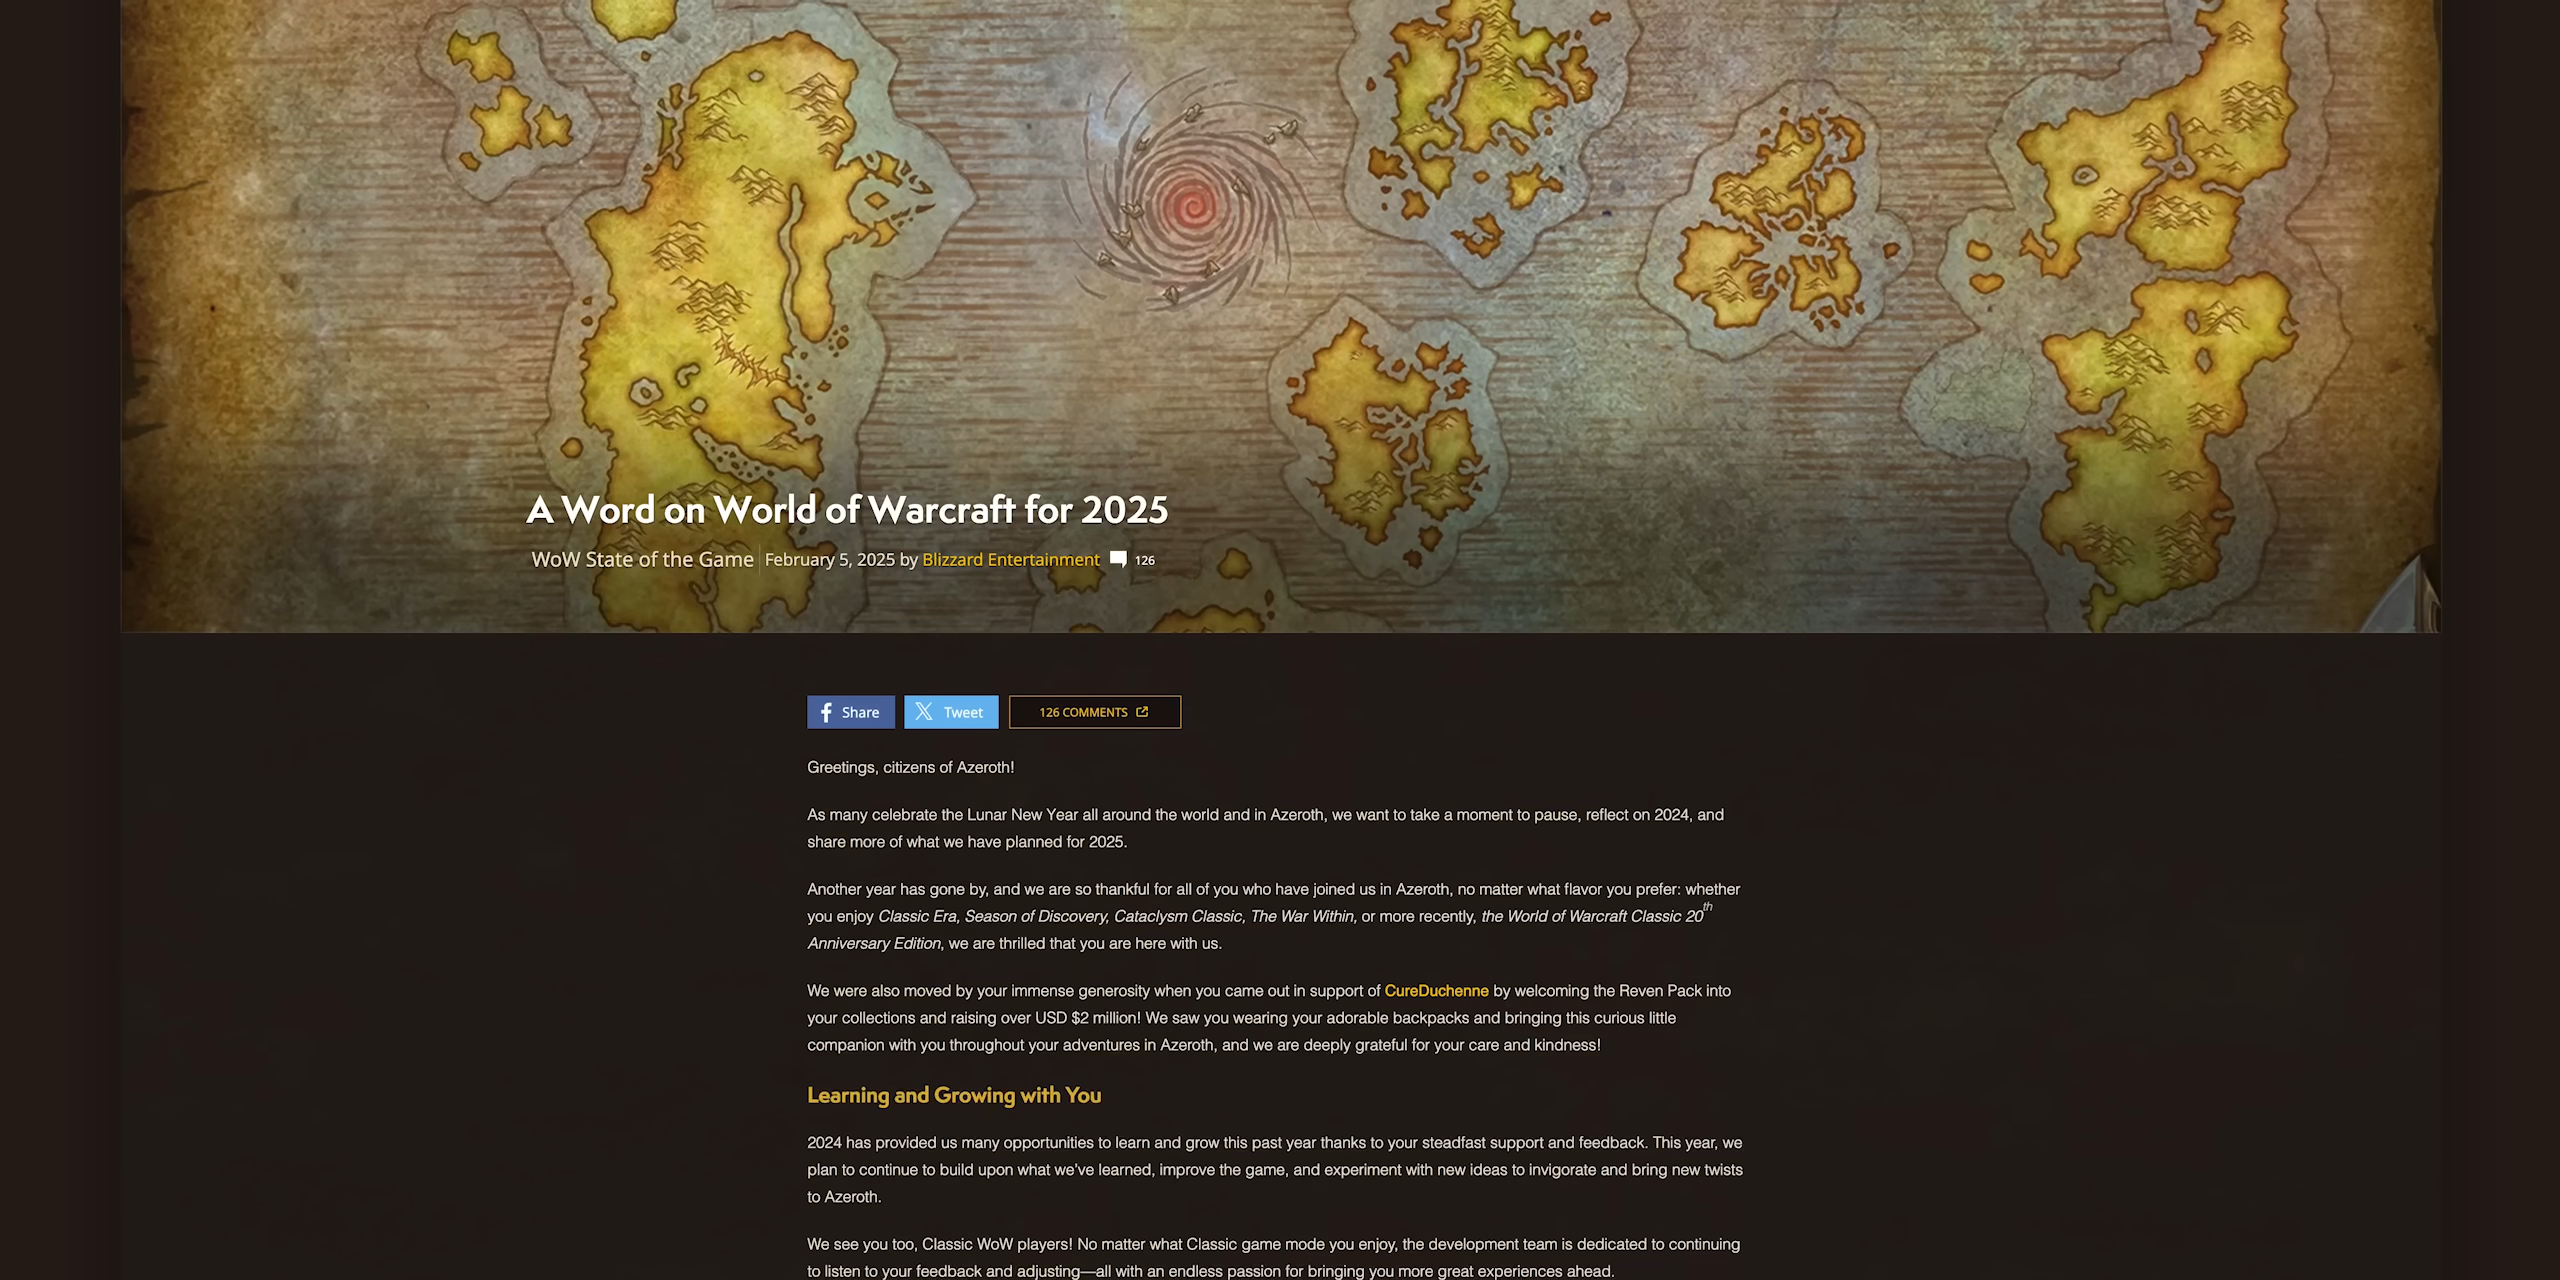 A Word on World of Warcraft for 2025
WoW State of the Game February 5, 2025 by Blizzard Entertainment 126
Share Tweet 126 COMMENTS
Greetings, citizens of Azeroth!
As many celebrate the Lunar New Year all around the world and in Azeroth, we want to take a moment to pause, reflect on 2024, and
share more of what we have planned for 2025.
Another year has gone by, and we are so thankful for all of you who have joined us in Azeroth, no matter what flavor you prefer: whether
you enjoy Classic Era, Season of Discovery, Cataclysm Classic, The War Within, or more recently, the World of Warcraft Classic 20th
Anniversary Edition, we are thrilled that you are here with us.
We were also moved by your immense generosity when you came out in support of CureDuchenne by welcoming the Reven Pack into
your collections and raising over USD $2 million! We saw you wearing your adorable backpacks and bringing this curious little
companion with you throughout your adventures in Azeroth, and we are deeply grateful for your care and kindness!
Learning and Growing with You
2024 has provided us many opportunities to learn and grow this past year thanks to your steadfast support and feedback. This year, we
plan to continue to build upon what we've learned, improve the game, and experiment with new ideas to invigorate and bring new twists
to Azeroth.
We see you too, Classic WoW players! No matter what Classic game mode you enjoy, the development team is dedicated to continuing
to listen to your feedback and adjusting—all with an endless passion for bringing you more great experiences ahead.